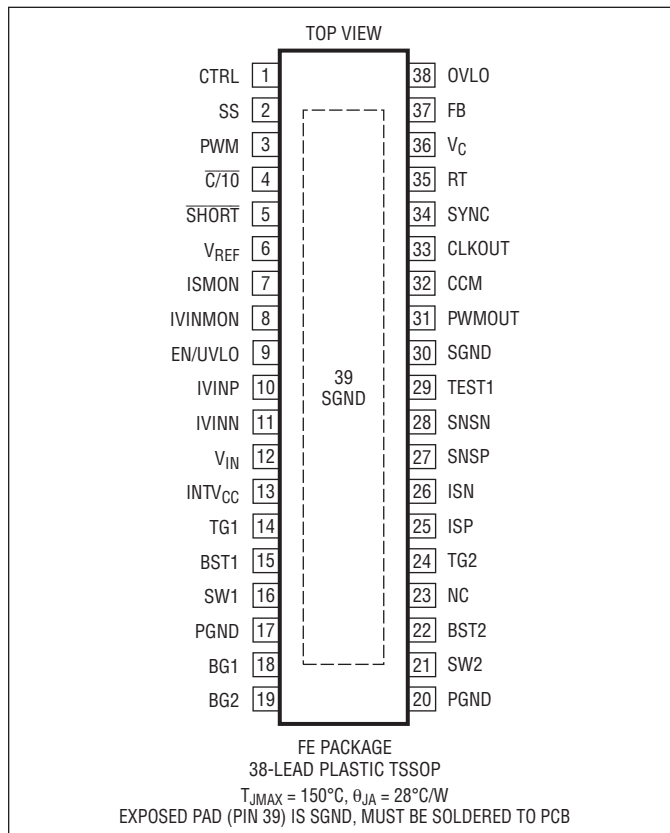 TOP VIEW
CTRL 1 38 OVLO
SS 2 37 FB
PWM 3 36 VC
C/10 4 35 RT
SHORT 5 34 SYNC
VREF 6 33 CLKOUT
ISMON 7 32 CCM
IVINMON 8 31 PWMOUT
EN/UVLO 9 30 SGND
39
SGND
IVINP 10 29 TEST1
IVINN 11 28 SNSN
VIN 12 27 SNSP
INTVCC 13 26 ISN
TG1 14 25 ISP
BST1 15 24 TG2
SW1 16 23 NC
PGND 17 22 BST2
BG1 18 21 SW2
BG2 19 20 PGND
FE PACKAGE
38-LEAD PLASTIC TSSOP
TJMAX = 150°C, θJA = 28°C/W
EXPOSED PAD (PIN 39) IS SGND, MUST BE SOLDERED TO PCB